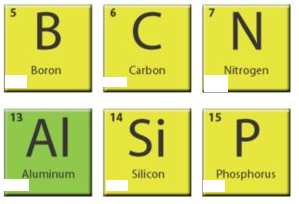 5 6 7
B C N
Boron Carbon Nitrogen
13 14 15
Al Si P
Aluminum Silicon Phosphorus